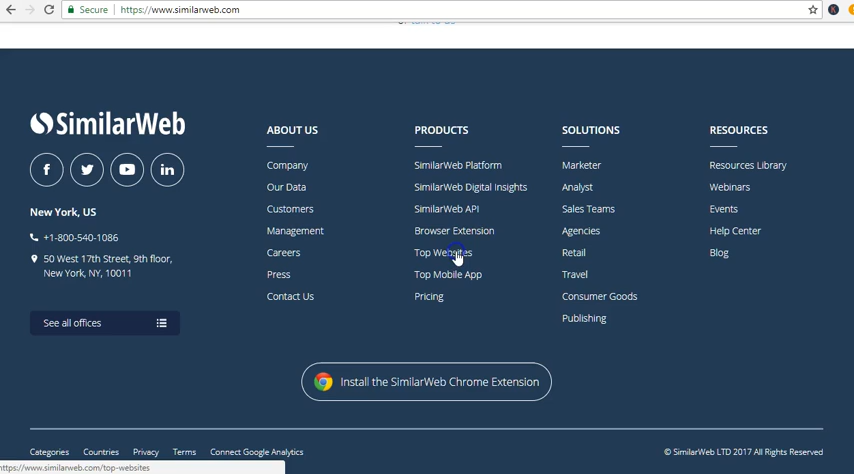 Secure https://www.similarweb.com
or talk to us
SimilarWeb
f in
New York, US
+1-800-540-1086
50 West 17th Street, 9th floor,
New York, NY, 10011
See all offices
ABOUT US
Company
Our Data
Customers
Management
Careers
Press
Contact Us
PRODUCTS
SimilarWeb Platform
SimilarWeb Digital Insights
SimilarWeb API
Browser Extension
Top Websites
Top Mobile App
Pricing
SOLUTIONS
Marketer
Analyst
Sales Teams
Agencies
Retail
Travel
Consumer Goods
Publishing
RESOURCES
Resources Library
Webinars
Events
Help Center
Blog
Install the SimilarWeb Chrome Extension
Categories Countries Privacy Terms Connect Google Analytics
© SimilarWeb LTD 2017 All Rights Reserved
https://www.similarweb.com/top-websites